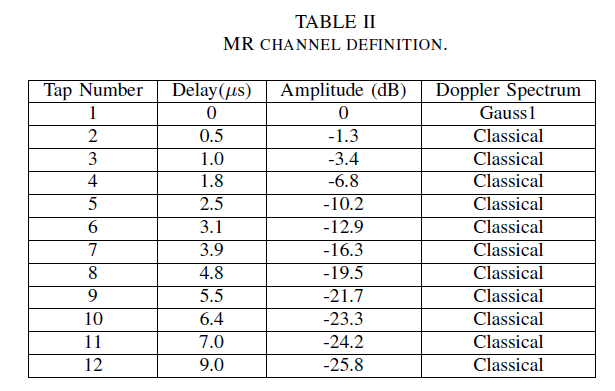 TABLE II
MR CHANNEL DEFINITION.
Tap Number Delay(μs) Amplitude (dB) Doppler Spectrum
1 0 0 Gauss1
2 0.5 -1.3 Classical
3 1.0 -3.4 Classical
4 1.8 -6.8 Classical
5 2.5 -10.2 Classical
6 3.1 -12.9 Classical
7 3.9 -16.3 Classical
8 4.8 -19.5 Classical
9 5.5 -21.7 Classical
10 6.4 -23.3 Classical
11 7.0 -24.2 Classical
12 9.0 -25.8 Classical